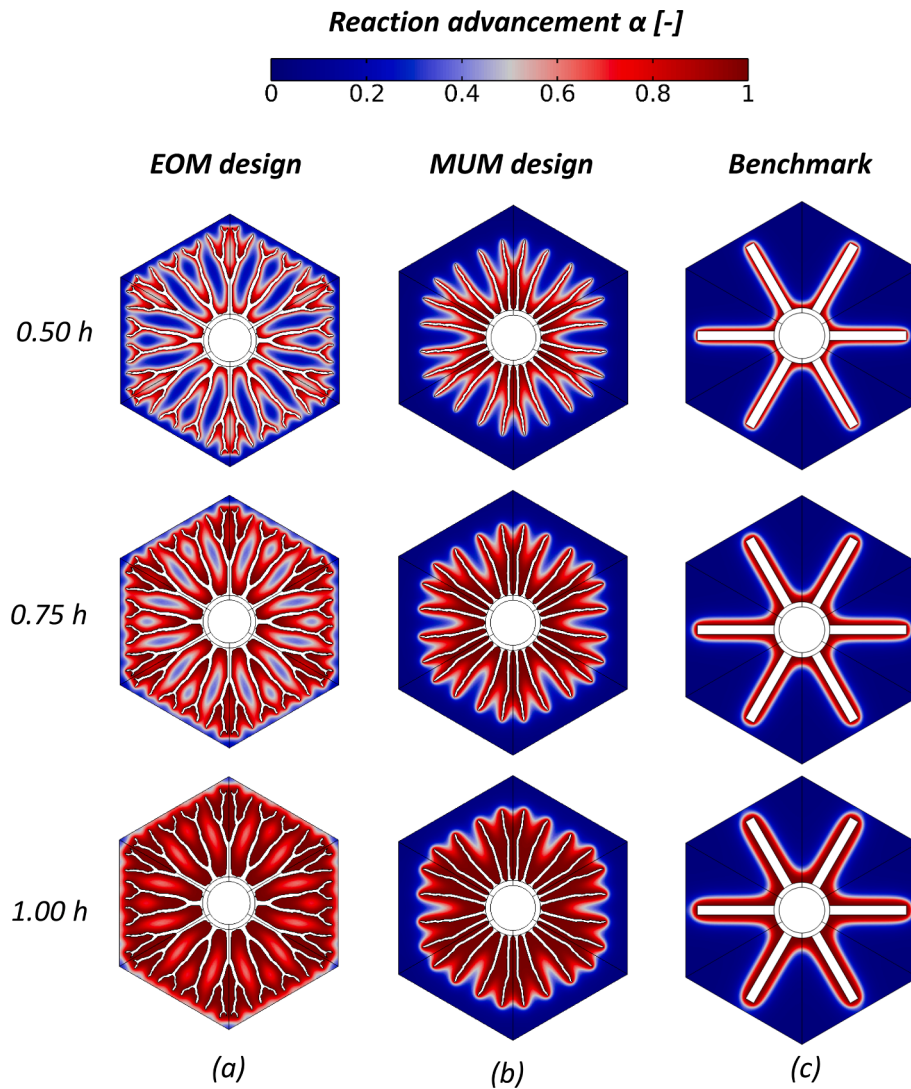 Reaction advancement α [-]
0 0.2 0.4 0.6 0.8 1
EOM design MUM design Benchmark
0.50 h
0.75 h
1.00 h
(a) (b) (c)